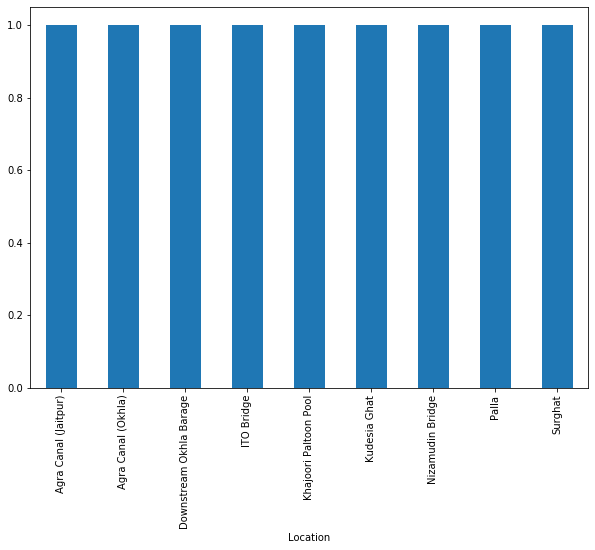 1.0
0.8
0.6
0.4
0.2
0.0
Agra Canal (Jaitpur)
Agra Canal (Okhla)
Downstream Okhla Barage
ITO Bridge
Khajoori Paltoon Pool
Kudesia Ghat
Nizamudin Bridge
Palla
Surghat
Location